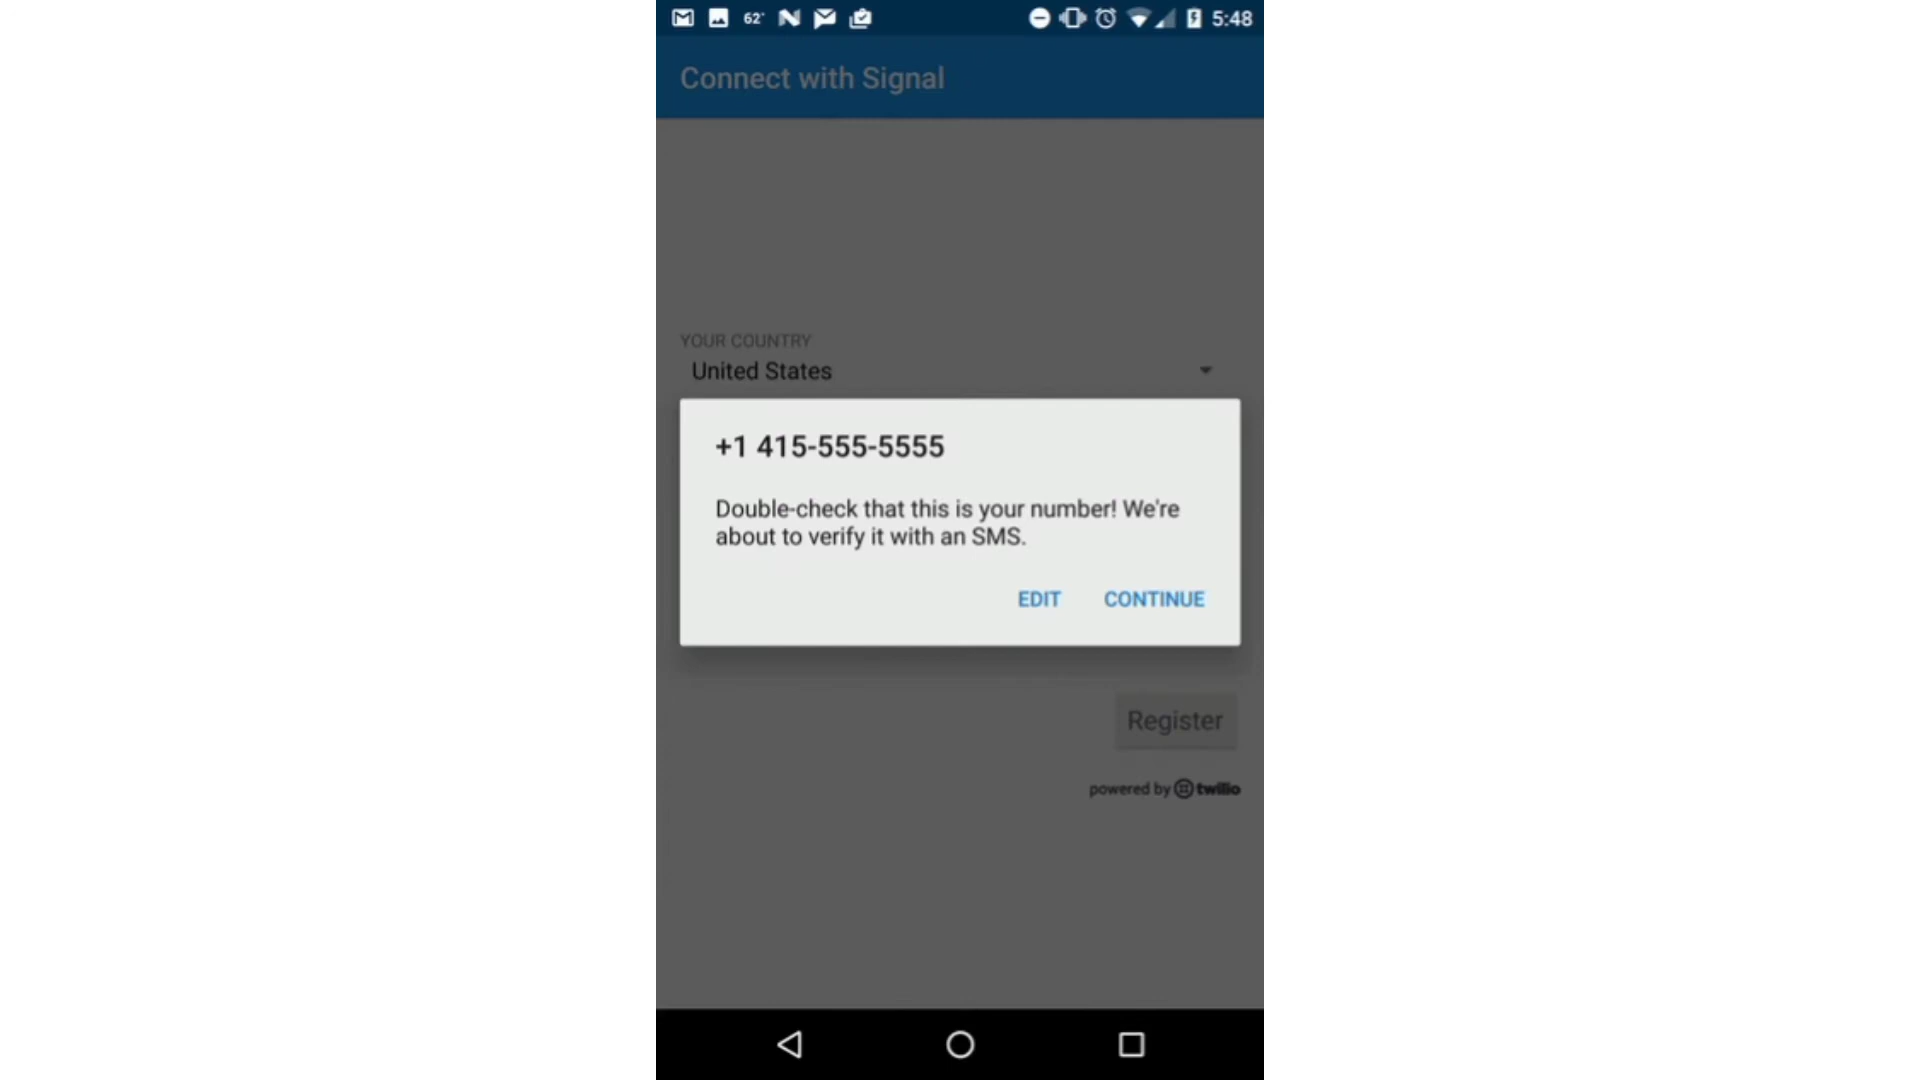 62° 5:48
Connect with Signal
YOUR COUNTRY
United States
+1 415-555-5555
Double-check that this is your number! We're
about to verify it with an SMS.
EDIT CONTINUE
Register
powered by twilio